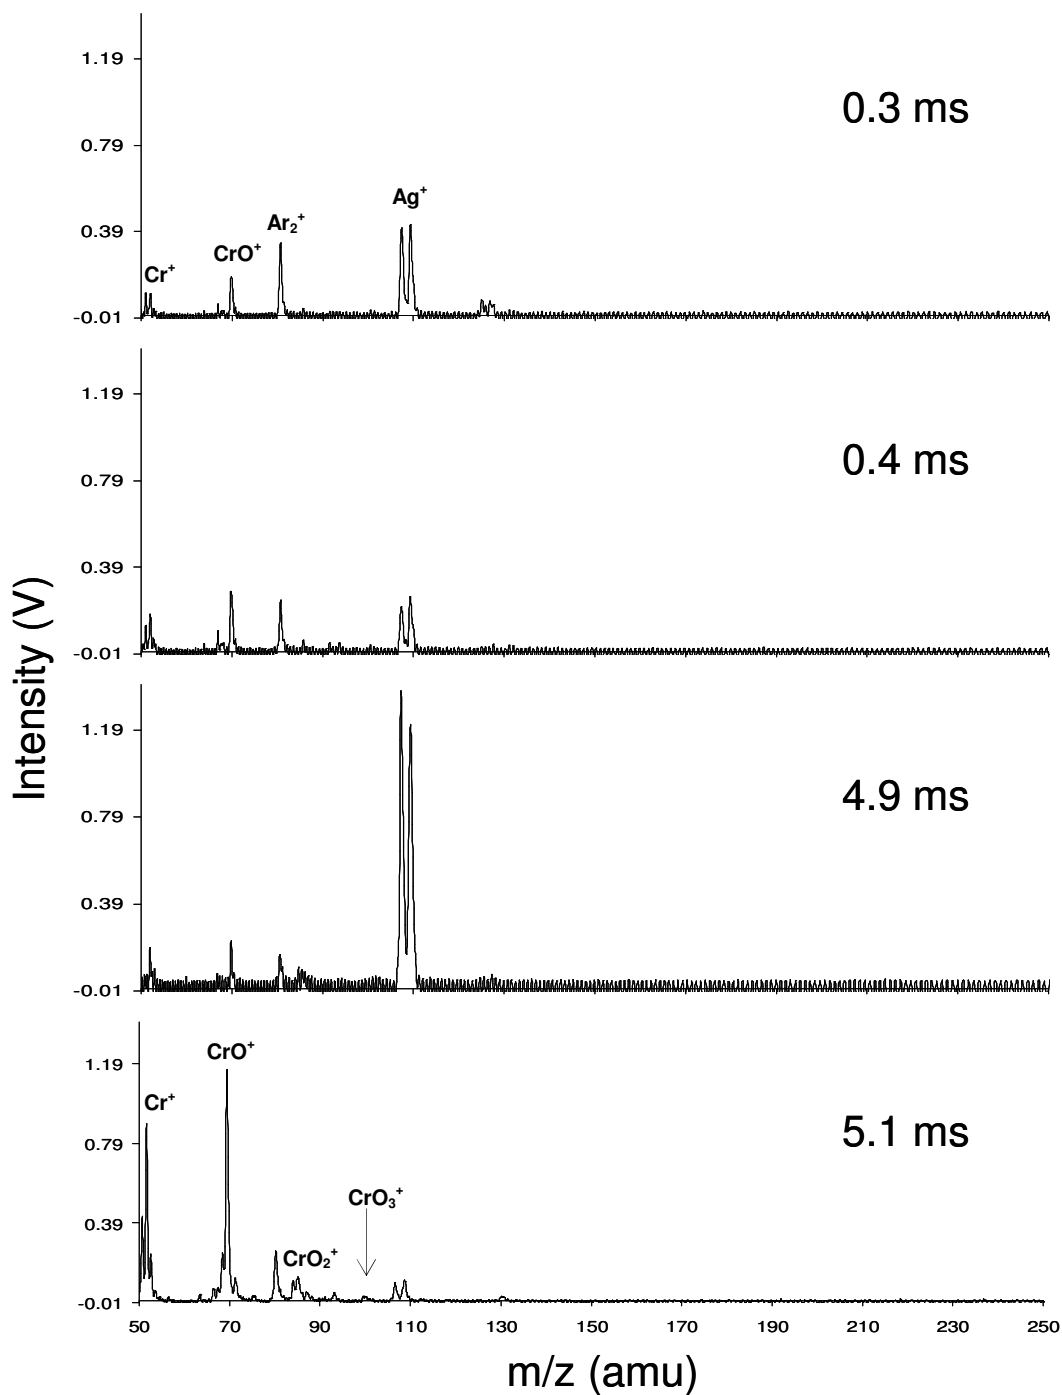 1.19
0.79
0.39
-0.01
Cr⁺
CrO⁺
Ar₂⁺
Ag⁺
0.3 ms
1.19
0.79
0.39
-0.01
0.4 ms
Intensity (V)
1.19
0.79
0.39
-0.01
4.9 ms
1.19
0.79
0.39
-0.01
Cr⁺
CrO⁺
CrO₂⁺
CrO₃⁺
5.1 ms
50 70 90 110 130 150 170 190 210 230 250
m/z (amu)